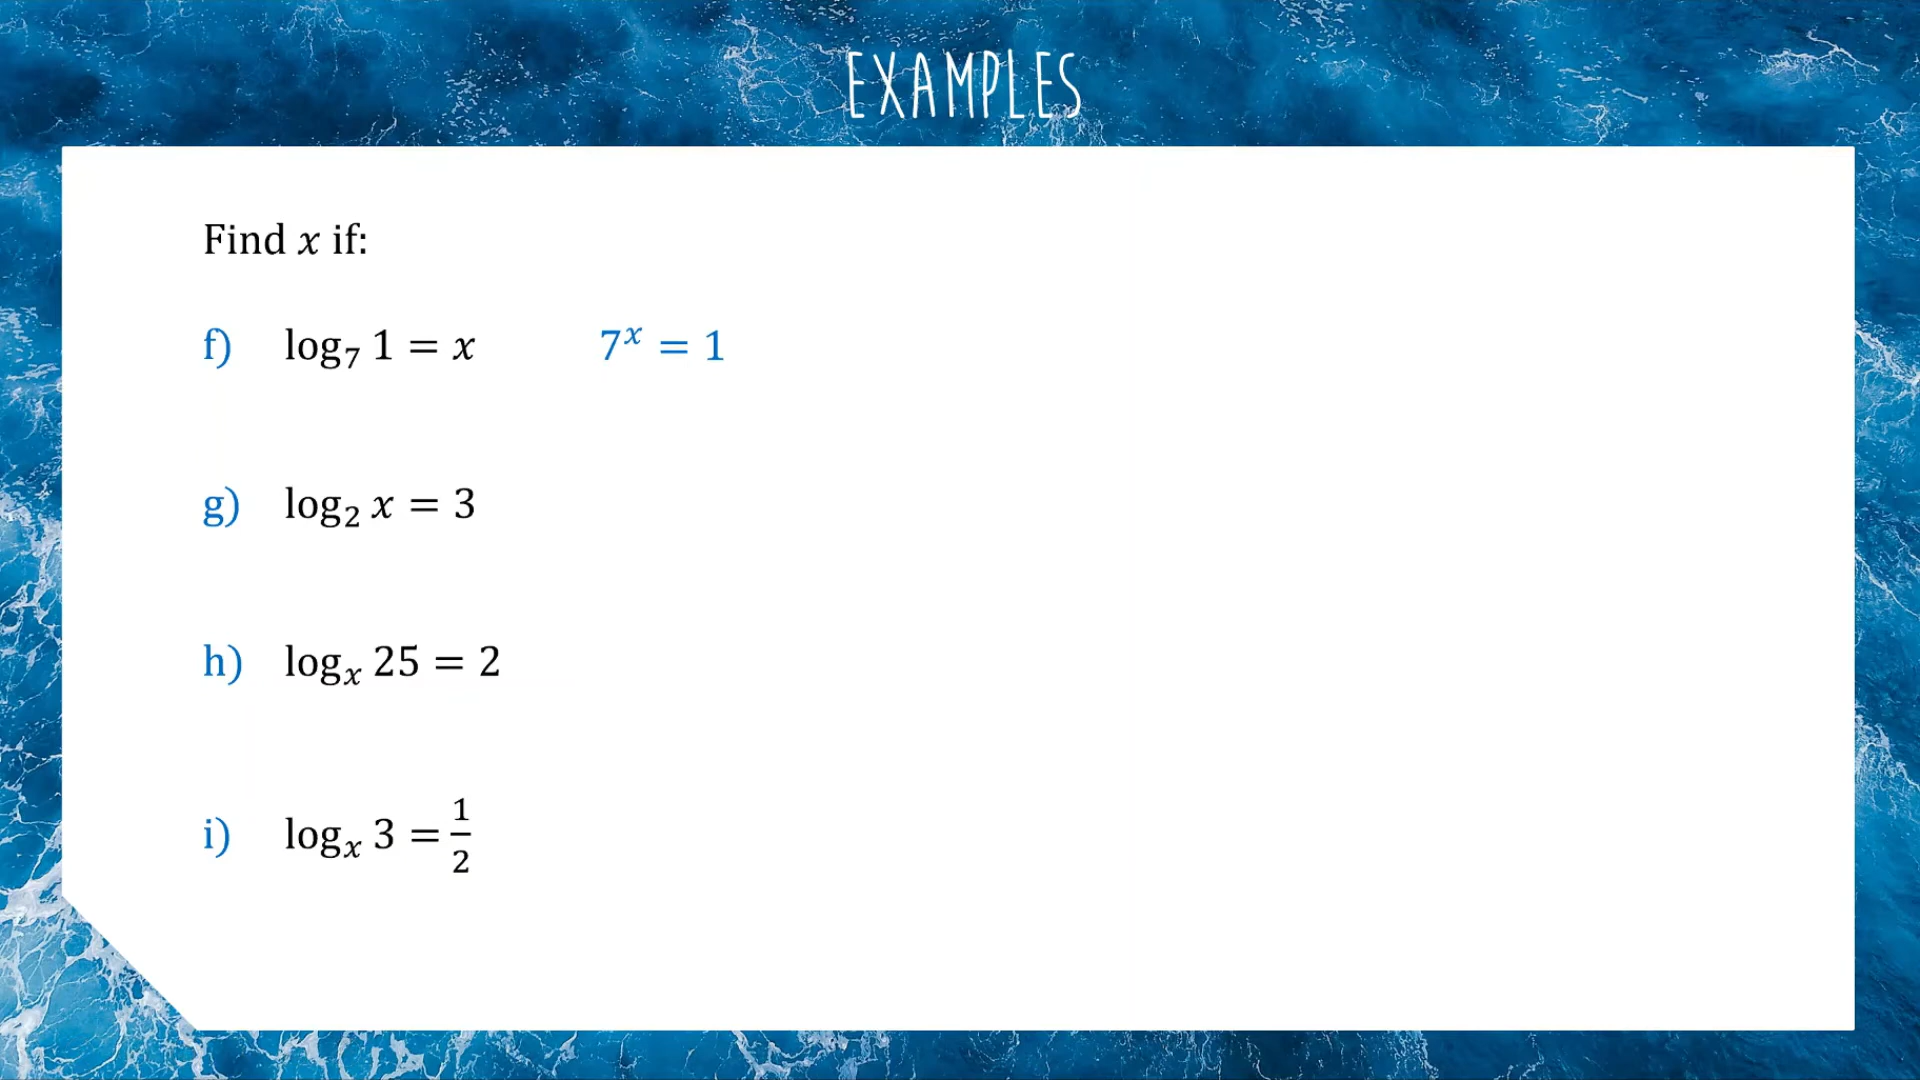 EXAMPLES
Find x if:
f) log₇ 1 = x 7ˣ = 1
g) log₂ x = 3
h) logₓ 25 = 2
i) logₓ 3 = 1/2